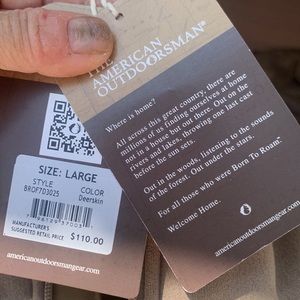 THE
AMERICAN
OUTDOORSMAN®
Where is home?
All across this great country, there are
millions of us finding ourselves at home
not in a house but out there. Out on the
rivers and lakes, throwing one last cast
before the sun sets.
Out in the woods, listening to the sounds
of the forest. Out under the stars.
For all those who were Born To Roam™.
Welcome Home.
americanoutdoorsmangear.com
SIZE: LARGE
STYLE COLOR
BROF7D3025 Deerskin
MANUFACTURER'S
SUGGESTED RETAIL PRICE $110.00
americanoutdoorsmangear.com